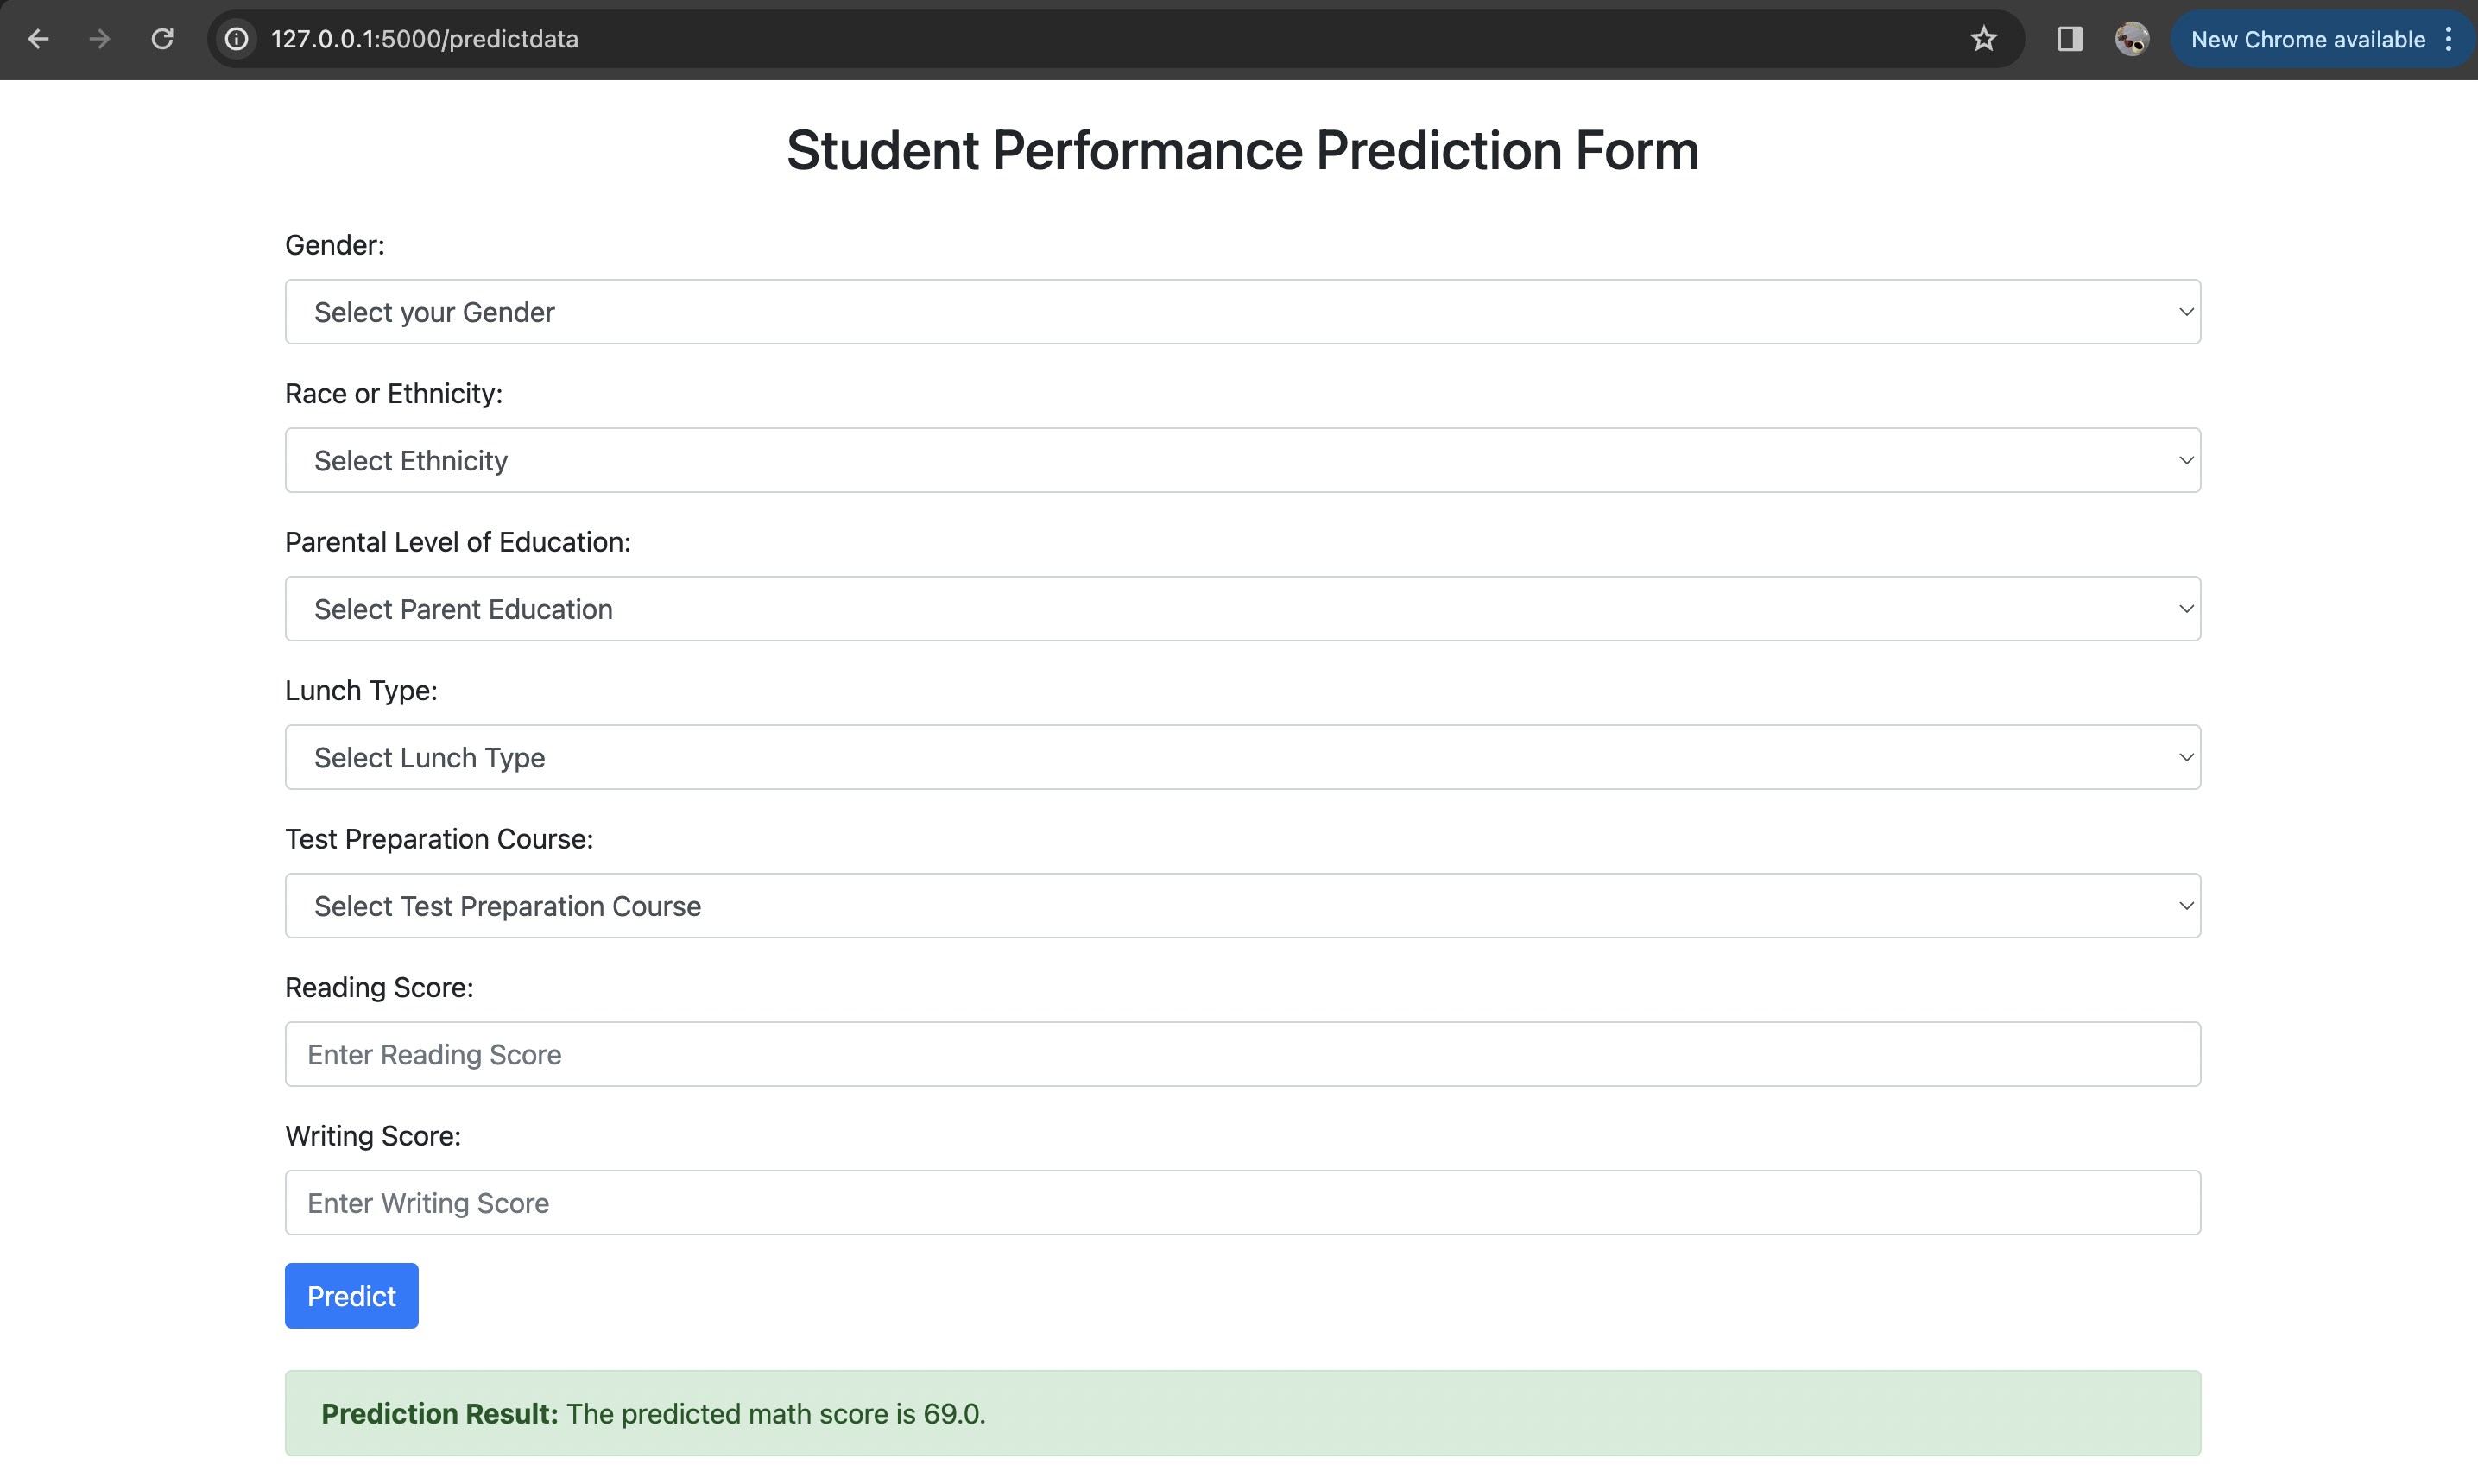 127.0.0.1:5000/predictdata
New Chrome available
Student Performance Prediction Form
Gender:
Select your Gender
Race or Ethnicity:
Select Ethnicity
Parental Level of Education:
Select Parent Education
Lunch Type:
Select Lunch Type
Test Preparation Course:
Select Test Preparation Course
Reading Score:
Enter Reading Score
Writing Score:
Enter Writing Score
Predict
Prediction Result: The predicted math score is 69.0.